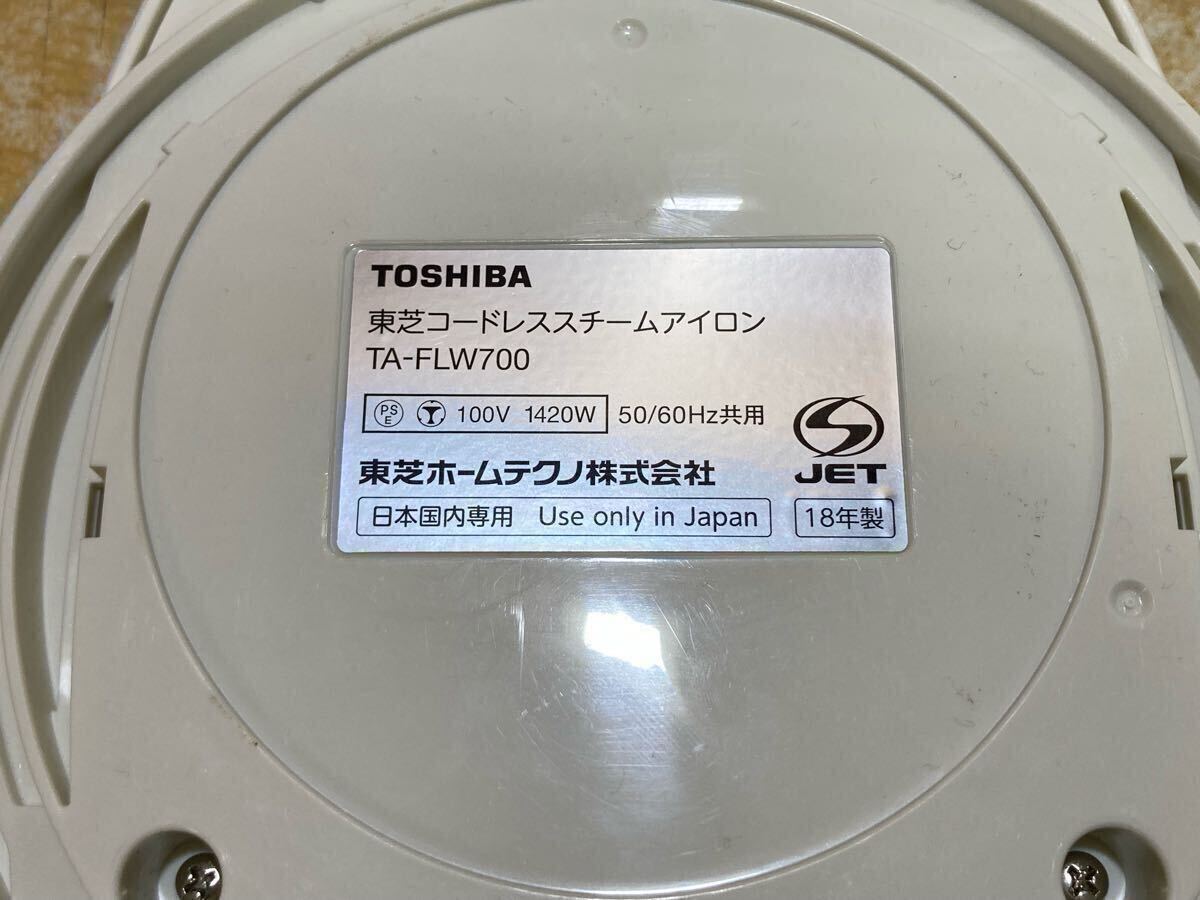 TOSHIBA
東芝コードレススチームアイロン
TA-FLW700
PS E 100V 1420W 50/60Hz共用
JET
東芝ホームテクノ株式会社
日本国内専用 Use only in Japan 18年製